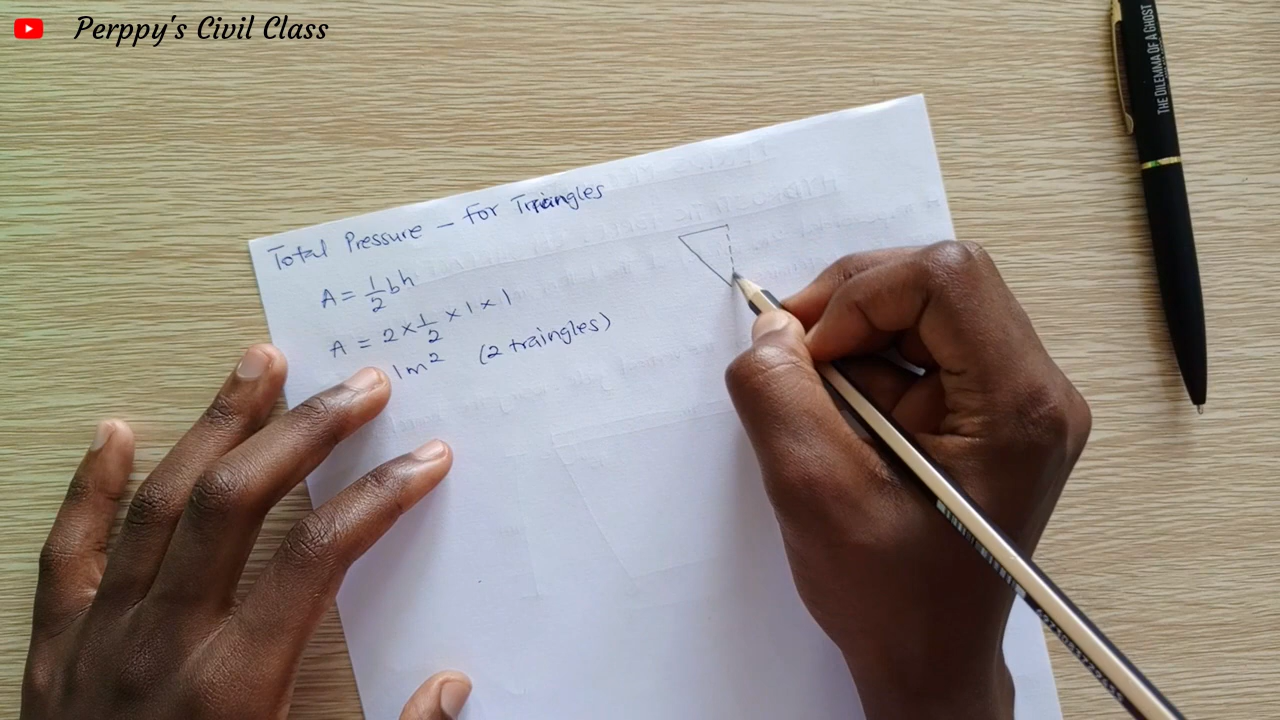 Perppy's Civil Class
THE DILEMMA OF A GHOST
Total Pressure – For Traingles
A = 1/2 bh
A = 2 × 1/2 × 1 × 1
1m² (2 traingles)